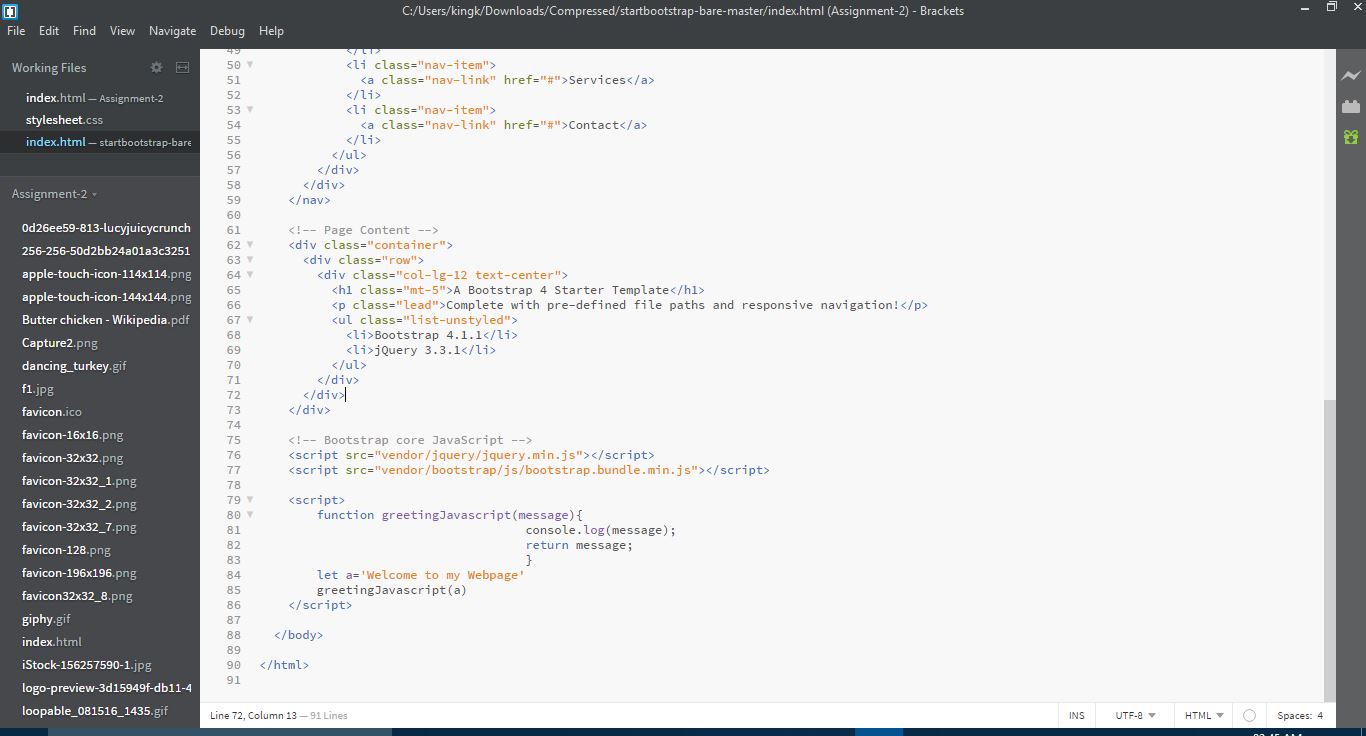 C:/Users/kingk/Downloads/Compressed/startbootstrap-bare-master/index.html (Assignment-2) - Brackets
File Edit Find View Navigate Debug Help
Working Files
index.html — Assignment-2
stylesheet.css
index.html — startbootstrap-bare
Assignment-2
0d26ee59-813-lucyjuicycrunch
256-256-50d2bb24a01a3c3251
apple-touch-icon-114x114.png
apple-touch-icon-144x144.png
Butter chicken - Wikipedia.pdf
Capture2.png
dancing_turkey.gif
f1.jpg
favicon.ico
favicon-16x16.png
favicon-32x32.png
favicon-32x32_1.png
favicon-32x32_2.png
favicon-32x32_7.png
favicon-128.png
favicon-196x196.png
favicon32x32_8.png
giphy.gif
index.html
iStock-156257590-1.jpg
logo-preview-3d15949f-db11-4
loopable_081516_1435.gif
49 </li>
50 <li class="nav-item">
51 <a class="nav-link" href="#">Services</a>
52 </li>
53 <li class="nav-item">
54 <a class="nav-link" href="#">Contact</a>
55 </li>
56 </ul>
57 </div>
58 </div>
59 </nav>
60
61 <!-- Page Content -->
62 <div class="container">
63 <div class="row">
64 <div class="col-lg-12 text-center">
65 <h1 class="mt-5">A Bootstrap 4 Starter Template</h1>
66 <p class="lead">Complete with pre-defined file paths and responsive navigation!</p>
67 <ul class="list-unstyled">
68 <li>Bootstrap 4.1.1</li>
69 <li>jQuery 3.3.1</li>
70 </ul>
71 </div>
72 </div>
73 </div>
74
75 <!-- Bootstrap core JavaScript -->
76 <script src="vendor/jquery/jquery.min.js"></script>
77 <script src="vendor/bootstrap/js/bootstrap.bundle.min.js"></script>
78
79 <script>
80 function greetingJavascript(message){
81 console.log(message);
82 return message;
83 }
84 let a='Welcome to my Webpage'
85 greetingJavascript(a)
86 </script>
87
88 </body>
89
90 </html>
91
Line 72, Column 13 — 91 Lines
INS UTF-8 HTML Spaces: 4